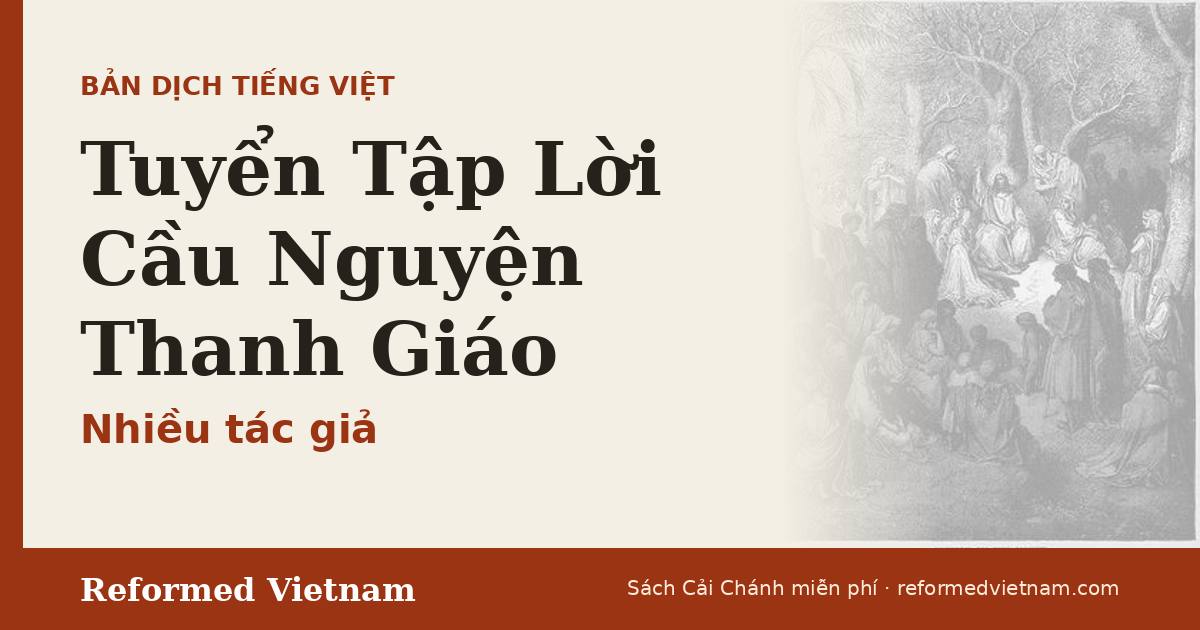 BẢN DỊCH TIẾNG VIỆT
Tuyển Tập Lời
Cầu Nguyện
Thanh Giáo
Nhiều tác giả
Reformed Vietnam
Sách Cải Chánh miễn phí · reformedvietnam.com